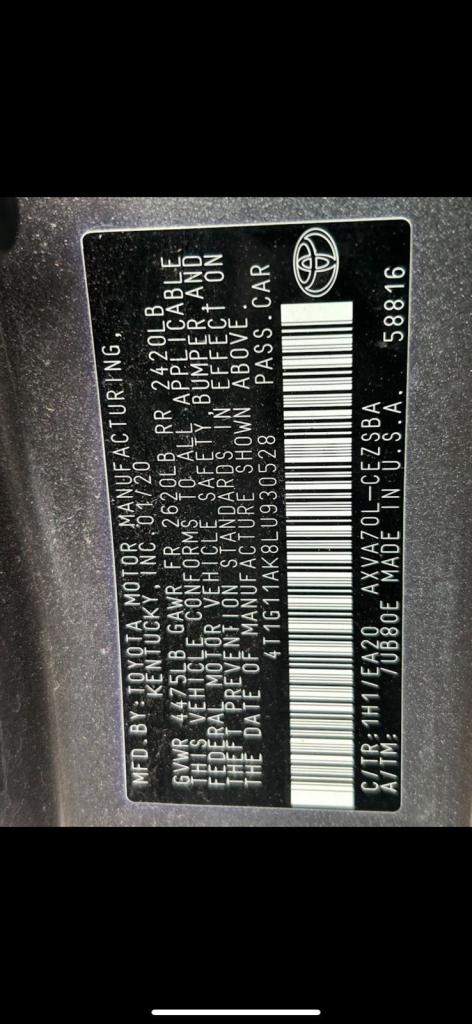 MFD.BY:TOYOTA MOTOR MANUFACTURING,
KENTUCKY, INC.01/20
GVWR 4475LB GAWR FR 2620LB RR 2420LB
THIS VEHICLE CONFORMS TO ALL APPLICABLE
FEDERAL MOTOR VEHICLE SAFETY,BUMPER AND
THEFT PREVENTION STANDARDS IN EFFECT ON
THE DATE OF MANUFACTURE SHOWN ABOVE.
4T1G11AK8LU930528 PASS.CAR
C/TR:1H1/EA20 AXVA70L-CEZSBA
A/TM: /UB80E MADE IN U.S.A. 58816